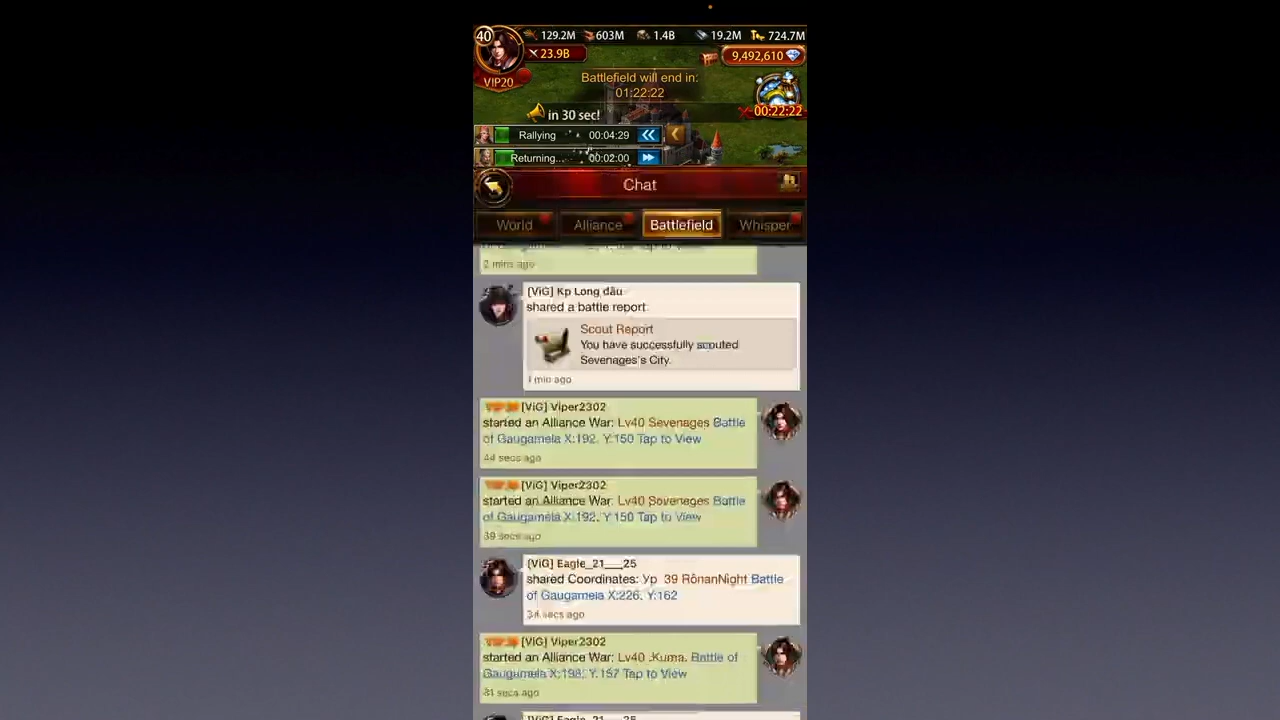 40 129.2M 603M 1.4B 19.2M 724.7M
23.9B 9,492,610
VIP20
Battlefield will end in:
01:22:22
00:22:22
in 30 sec!
Rallying 00:04:29
Returning... 00:02:00
Chat
World Alliance Battlefield Whisper
2 mins ago
[ViG] Kp Long đầu
shared a battle report:
Scout Report
You have successfully scouted
Sevenages's City.
1 min ago
[ViG] Viper2302
started an Alliance War: Lv40 Sevenages Battle
of Gaugamela X:192, Y:150 Tap to View
44 secs ago
[ViG] Viper2302
started an Alliance War: Lv40 Sevenages Battle
of Gaugamela X:192, Y:150 Tap to View
39 secs ago
[ViG] Eagle_21___25
shared Coordinates: Ур. 39 RònanNight Battle
of Gaugamela X:226, Y:162
34 secs ago
[ViG] Viper2302
started an Alliance War: Lv40 .Kuma. Battle of
Gaugamela X:198, Y:157 Tap to View
31 secs ago
[ViG] Eagle_21___25